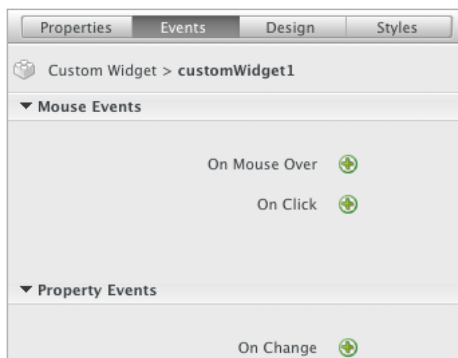 Properties Events Design Styles
Custom Widget > customWidget1
Mouse Events
On Mouse Over
On Click
Property Events
On Change